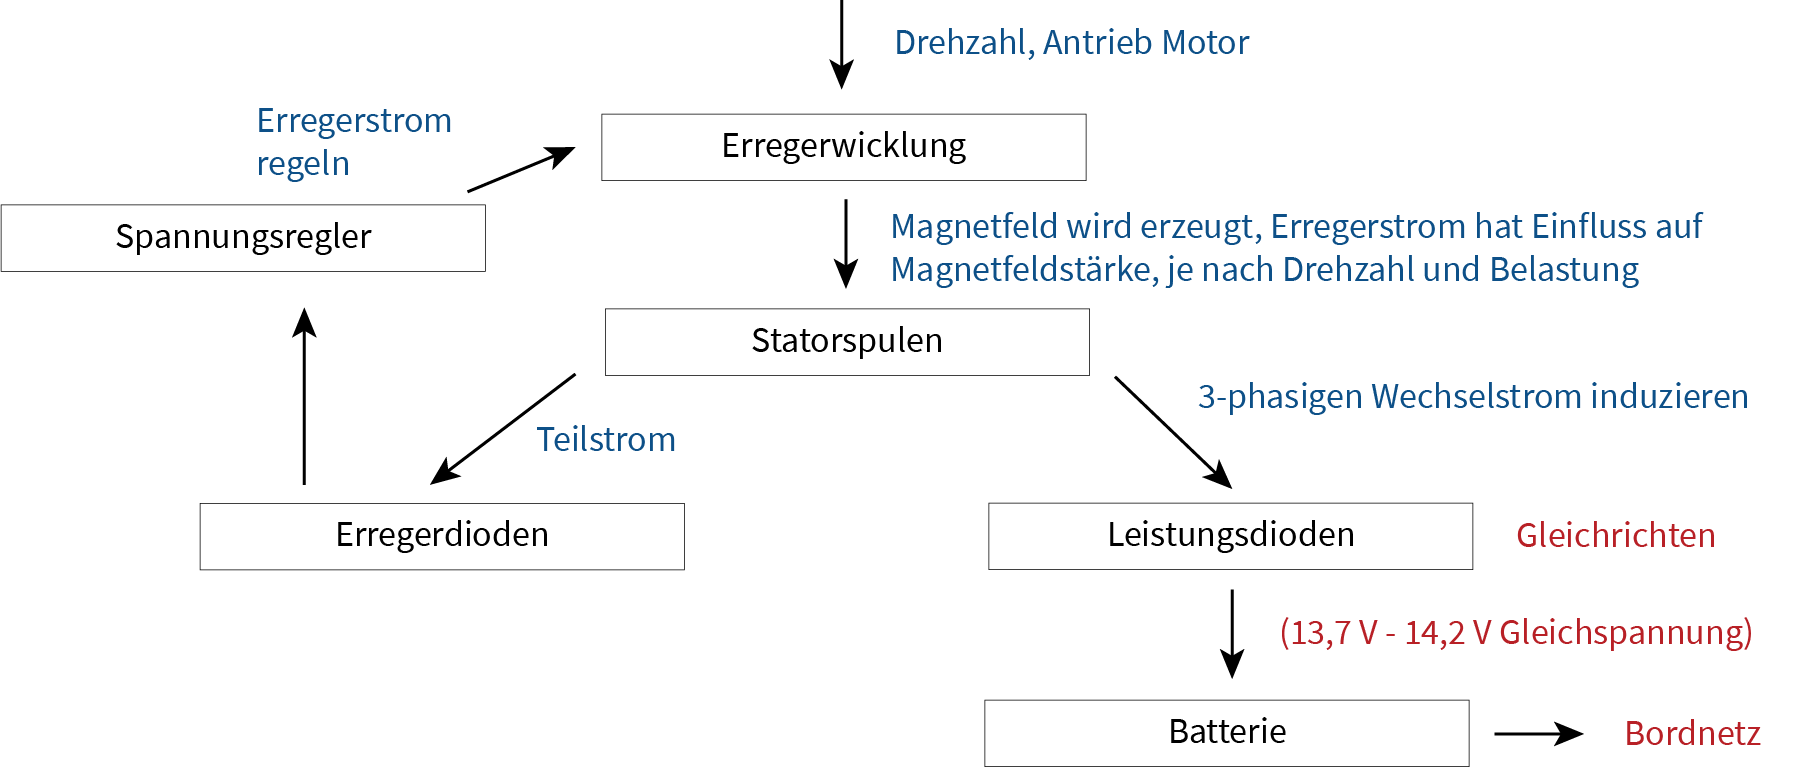 Drehzahl, Antrieb Motor
Erregerstrom
regeln
Erregerwicklung
Spannungsregler
Magnetfeld wird erzeugt, Erregerstrom hat Einfluss auf
Magnetfeldstärke, je nach Drehzahl und Belastung
Statorspulen
3-phasigen Wechselstrom induzieren
Teilstrom
Erregerdioden
Leistungsdioden
Gleichrichten
(13,7 V - 14,2 V Gleichspannung)
Batterie
Bordnetz